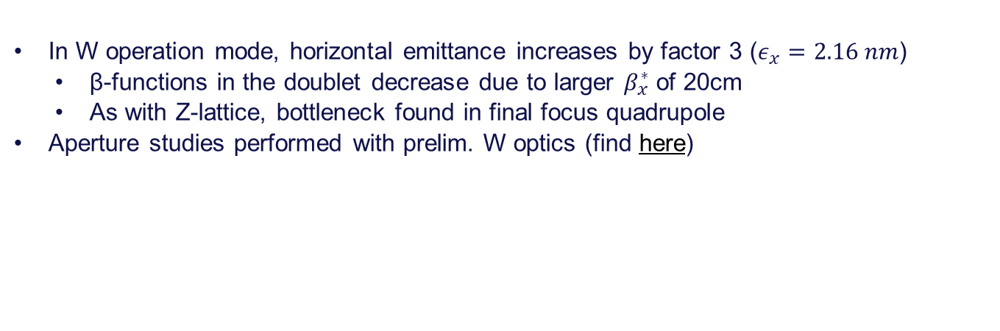 • In W operation mode, horizontal emittance increases by factor 3 (𝜖ₓ = 2.16 𝑛𝑚)
• β-functions in the doublet decrease due to larger 𝛽ₓ* of 20cm
• As with Z-lattice, bottleneck found in final focus quadrupole
• Aperture studies performed with prelim. W optics (find here)